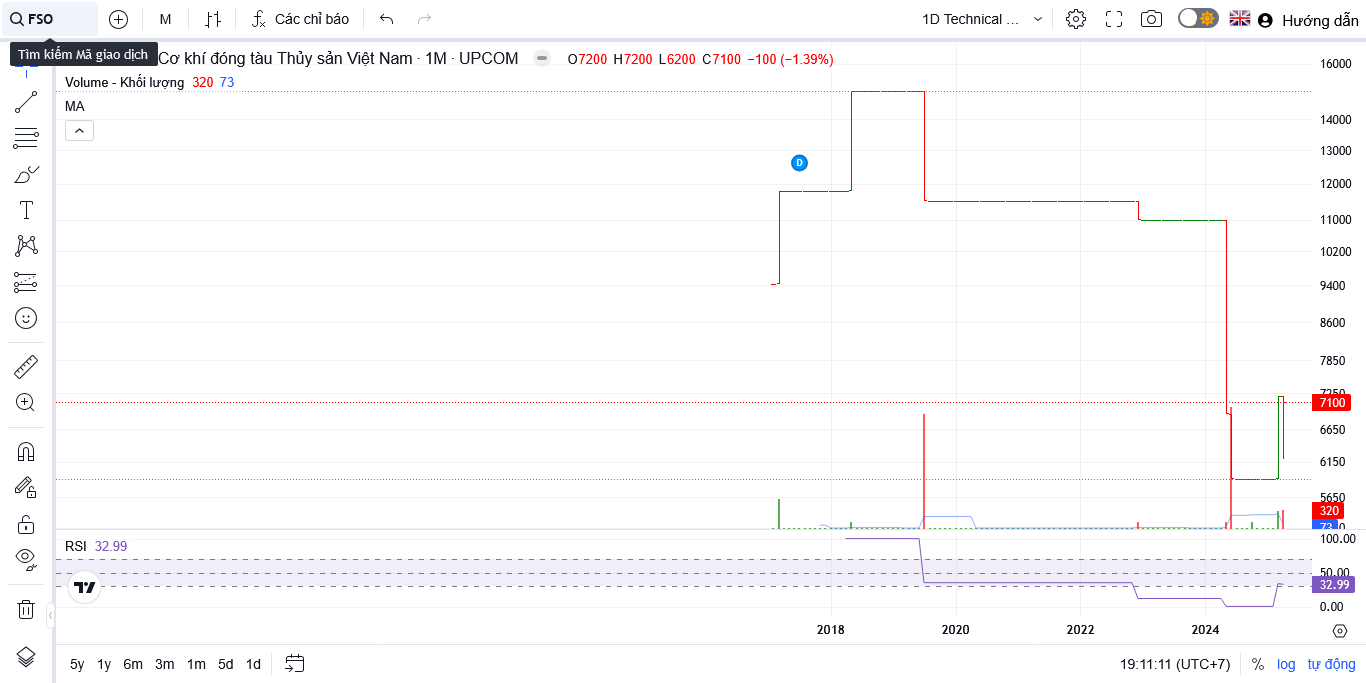 FSO
M
Các chỉ báo
1D Technical ...
Hướng dẫn
Tìm kiếm Mã giao dịch
Cơ khí đóng tàu Thủy sản Việt Nam · 1M · UPCOM
O7200 H7200 L6200 C7100 −100 (−1.39%)
Volume - Khối lượng 320 73
MA
D
16000
14000
13000
12000
11000
10200
9400
8600
7850
7250
7100
6650
6150
5650
320
73
RSI 32.99
100.00
50.00
32.99
0.00
2018 2020 2022 2024
5y 1y 6m 3m 1m 5d 1d
19:11:11 (UTC+7) % log tự động